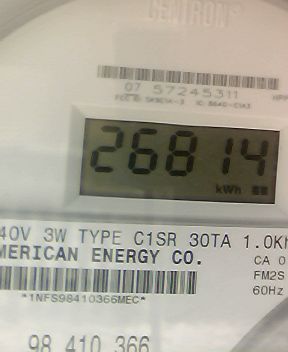 CENTRON®
07 57245311
26814
kWh
40V 3W TYPE C1SR 30TA 1.0Kh
MERICAN ENERGY CO.
CA 0
FM2S
60Hz
*1NFS98410366MEC*
98 410 366